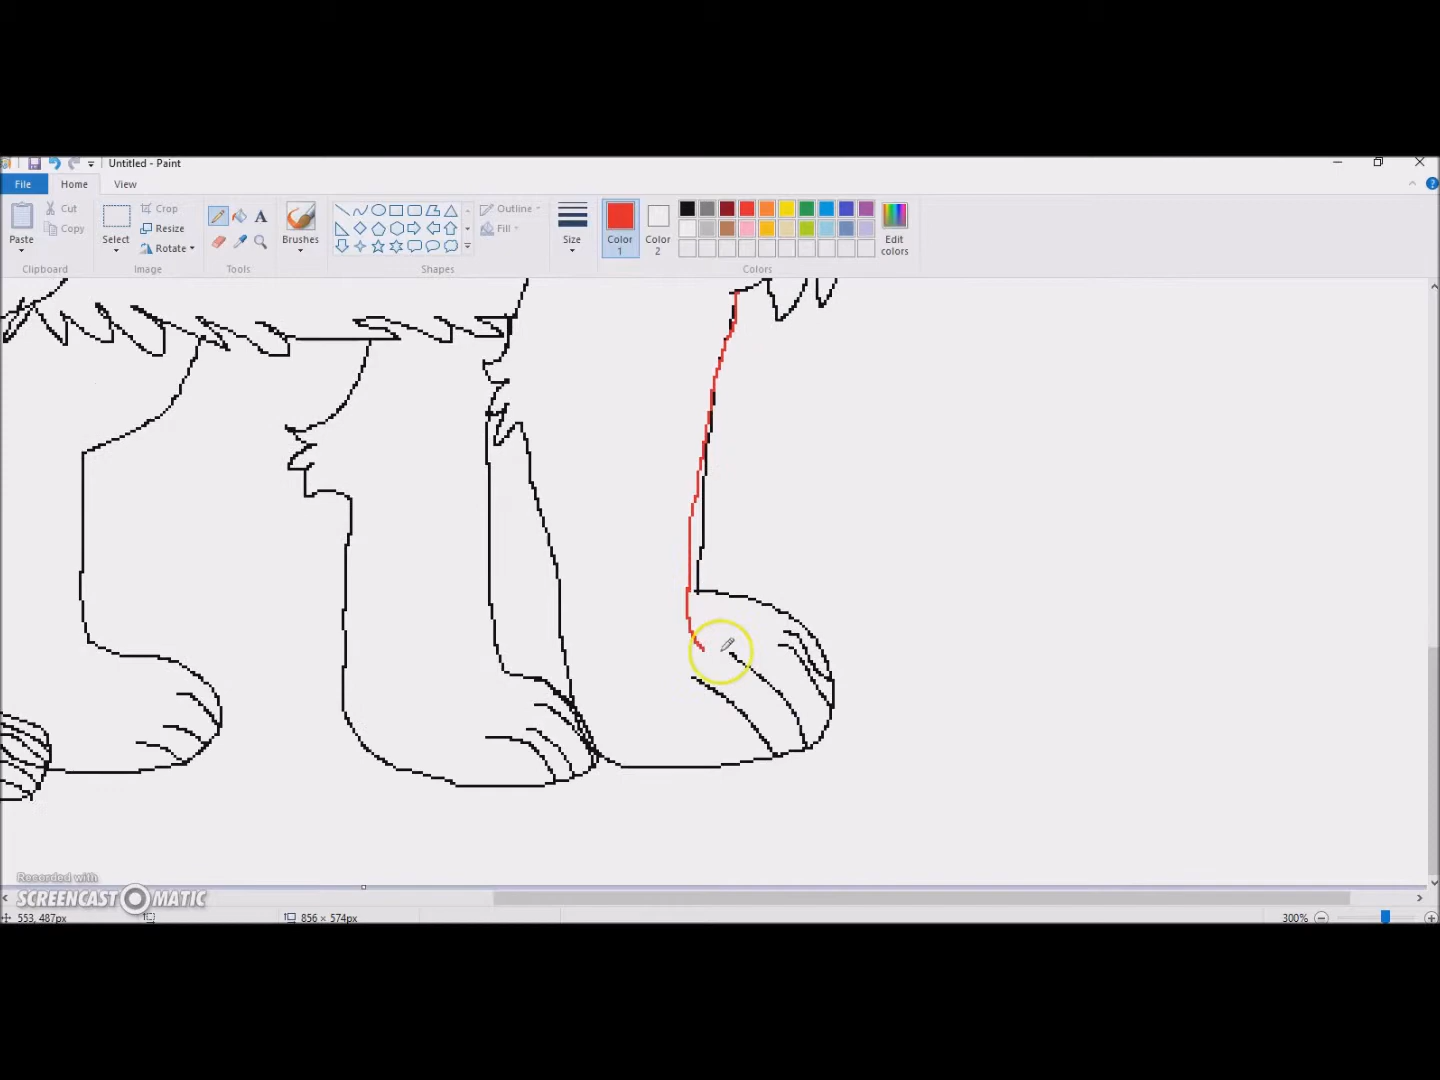 Untitled - Paint
File Home View
Paste
Cut
Copy
Clipboard
Select
Crop
Resize
Rotate
Image
Tools
Brushes
Outline
Fill
Shapes
Size
Color 1
Color 2
Edit colors
Colors
Recorded with
SCREENCAST MATIC
553, 487px
856 × 574px
300%